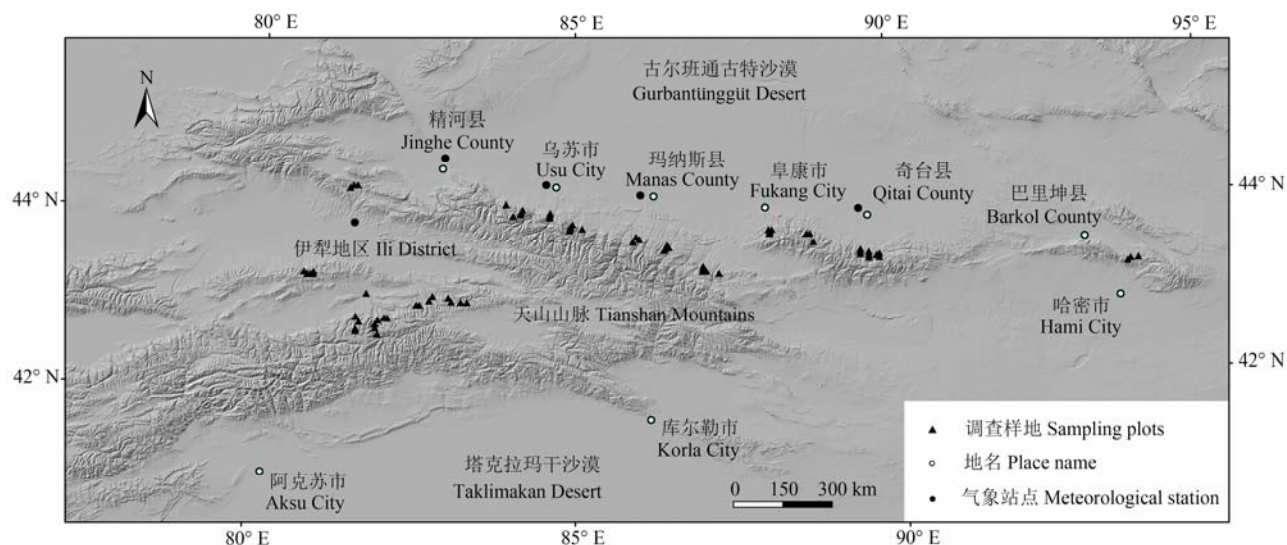 80° E 85° E 90° E 95° E
N
古尔班通古特沙漠
Gurbantünggüt Desert
精河县
Jinghe County
乌苏市
Usu City
玛纳斯县
Manas County
阜康市
Fukang City
奇台县
Qitai County
巴里坤县
Barkol County
44° N 44° N
伊犁地区 Ili District
天山山脉 Tianshan Mountains
哈密市
Hami City
42° N 42° N
库尔勒市
Korla City
塔克拉玛干沙漠
Taklimakan Desert
阿克苏市
Aksu City
调查样地 Sampling plots
地名 Place name
气象站点 Meteorological station
0 150 300 km
80° E 85° E 90° E